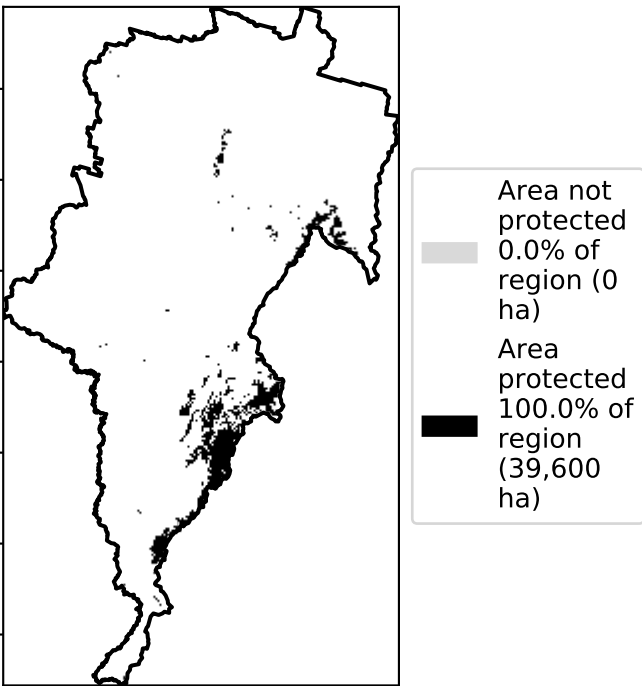 Area not
protected
0.0% of
region (0
ha)
Area
protected
100.0% of
region
(39,600
ha)